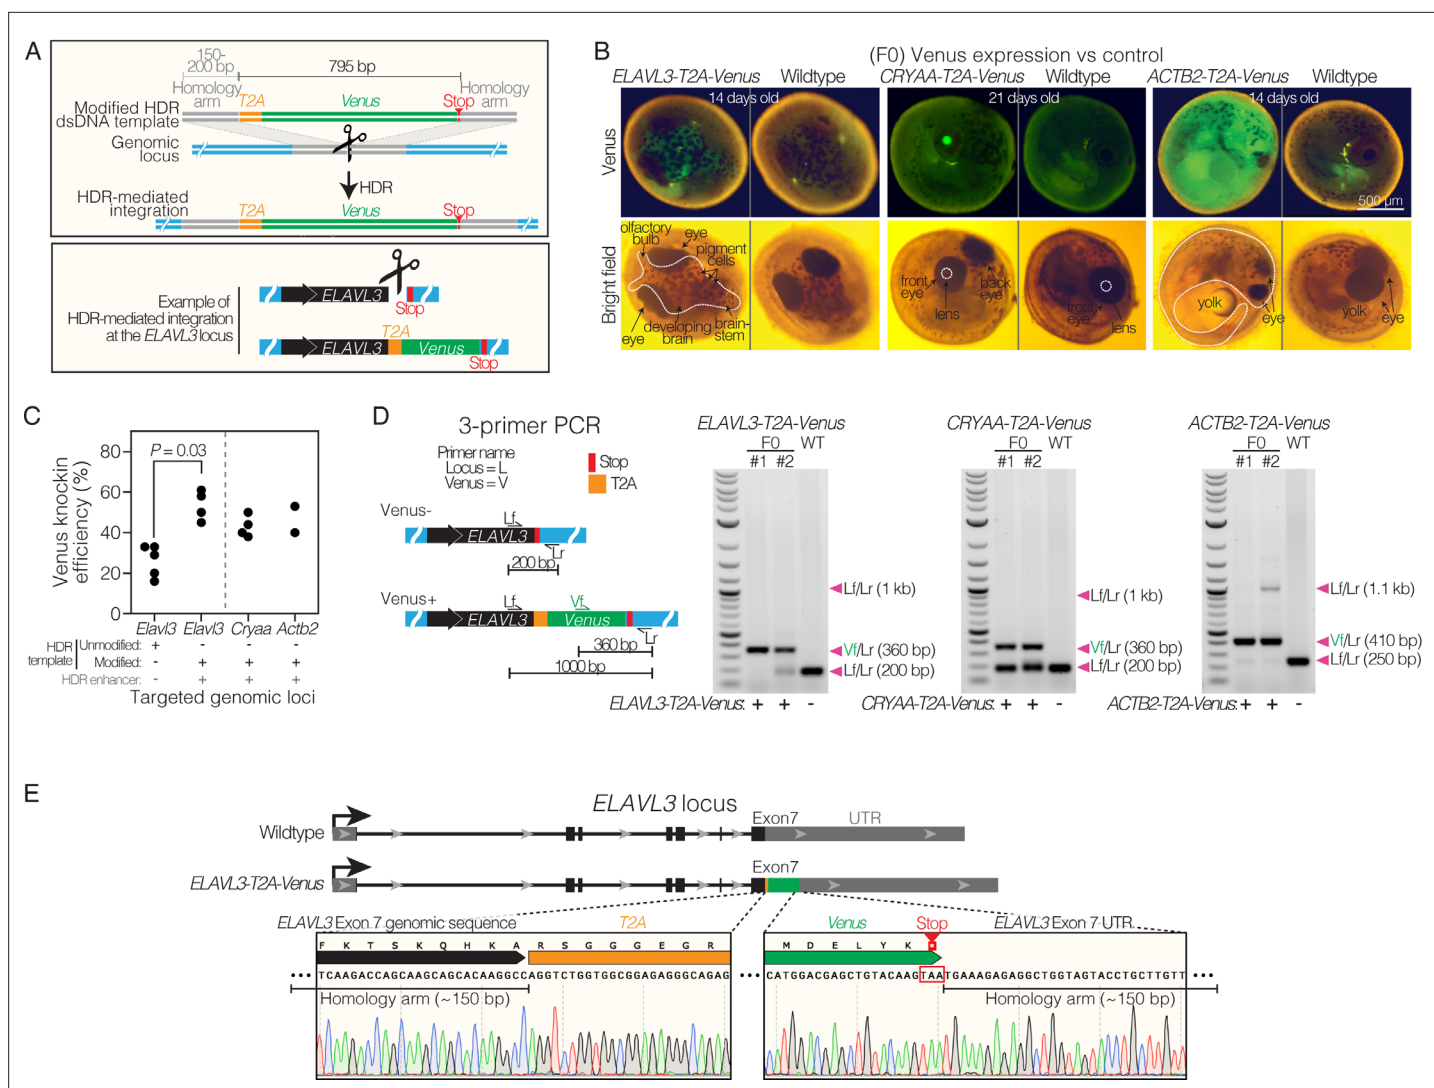 A
150-
200 bp
795 bp
Homology
arm
Homology
arm
T2A
Venus
Stop
Modified HDR
dsDNA template
Genomic
locus
HDR
HDR-mediated
integration
T2A
Venus
Stop
Example of
HDR-mediated integration
at the ELAVL3 locus
ELAVL3
Stop
T2A
ELAVL3
Venus
Stop
B
(F0) Venus expression vs control
ELAVL3-T2A-Venus
Wildtype
CRYAA-T2A-Venus
Wildtype
ACTB2-T2A-Venus
Wildtype
14 days old
21 days old
14 days old
Venus
500 µm
Bright field
olfactory
bulb
eye
pigment
cells
eye
developing
brain
brain-
stem
front
eye
lens
back
eye
front
eye
lens
yolk
eye
yolk
eye
C
Venus knockin
efficiency (%)
80
60
40
20
0
P = 0.03
Elavl3
Elavl3
Cryaa
Actb2
HDR
template
Unmodified: + - - -
Modified: - + + +
HDR enhancer: - + + +
Targeted genomic loci
D
3-primer PCR
Primer name
Locus = L
Venus = V
Stop
T2A
Venus-
Lf
ELAVL3
Lr
200 bp
Venus+
Lf
Vf
ELAVL3
Venus
Lr
360 bp
1000 bp
ELAVL3-T2A-Venus
F0
WT
#1
#2
Lf/Lr (1 kb)
Vf/Lr (360 bp)
Lf/Lr (200 bp)
ELAVL3-T2A-Venus: + + -
CRYAA-T2A-Venus
F0
WT
#1
#2
Lf/Lr (1 kb)
Vf/Lr (360 bp)
Lf/Lr (200 bp)
CRYAA-T2A-Venus: + + -
ACTB2-T2A-Venus
F0
WT
#1
#2
Lf/Lr (1.1 kb)
Vf/Lr (410 bp)
Lf/Lr (250 bp)
ACTB2-T2A-Venus: + + -
E
ELAVL3 locus
Wildtype
Exon7
UTR
ELAVL3-T2A-Venus
Exon7
ELAVL3 Exon 7 genomic sequence
T2A
F K T S K Q H K A R S G G G E G R
TCAAGACCAGCAAGCAGCACAAGGCCAGGTCTGGTGGCGGAGAGGGCAGAG
Homology arm (~150 bp)
Venus
Stop
ELAVL3 Exon 7 UTR
M D E L Y K
CATGGACGAGCTGTACAAGTAATGAAAGAGAGGCTGGTAGTACCTGCTTGTT
Homology arm (~150 bp)